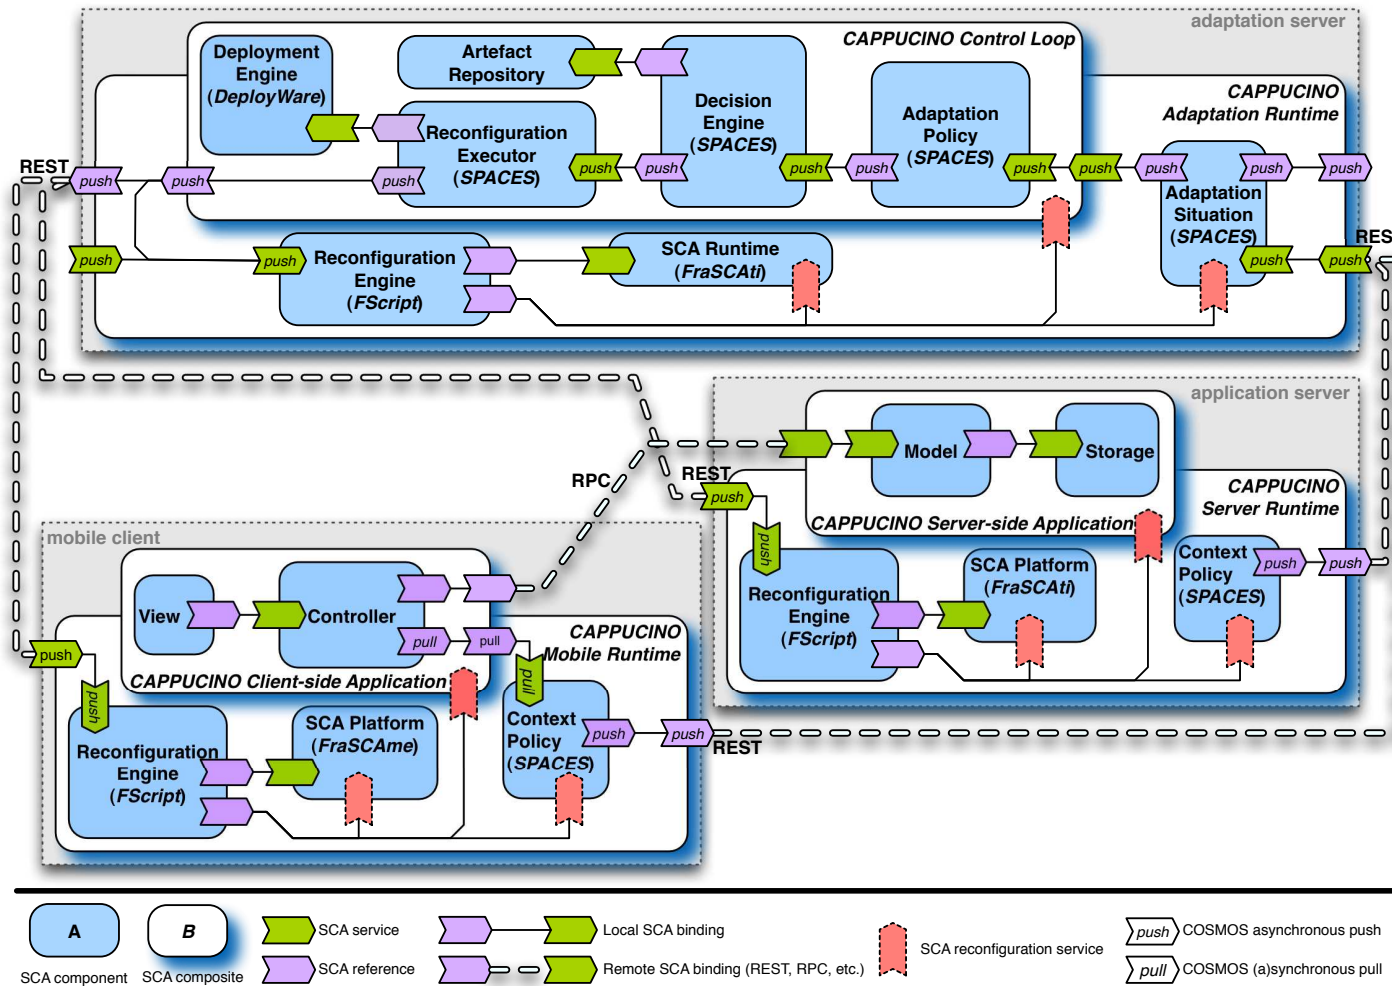 adaptation server
CAPPUCINO Control Loop
Deployment
Engine
(DeployWare)
Artefact
Repository
Decision
Engine
(SPACES)
Adaptation
Policy
(SPACES)
CAPPUCINO
Adaptation Runtime
Reconfiguration
Executor
(SPACES)
REST
push
push
push
push
push
push
push
push
push
push
push
push
Adaptation
Situation
(SPACES)
push
push
Reconfiguration
Engine
(FScript)
SCA Runtime
(FraSCAti)
push
push
RES
application server
Model
Storage
RPC
REST
push
CAPPUCINO
Server Runtime
CAPPUCINO Server-side Application
push
Reconfiguration
Engine
(FScript)
SCA Platform
(FraSCAti)
Context
Policy
(SPACES)
push
push
mobile client
View
Controller
pull
pull
CAPPUCINO
Mobile Runtime
CAPPUCINO Client-side Application
push
push
pull
Reconfiguration
Engine
(FScript)
SCA Platform
(FraSCAme)
Context
Policy
(SPACES)
push
push
REST
A
SCA component
B
SCA composite
SCA service
SCA reference
Local SCA binding
Remote SCA binding (REST, RPC, etc.)
SCA reconfiguration service
push
COSMOS asynchronous push
pull
COSMOS (a)synchronous pull